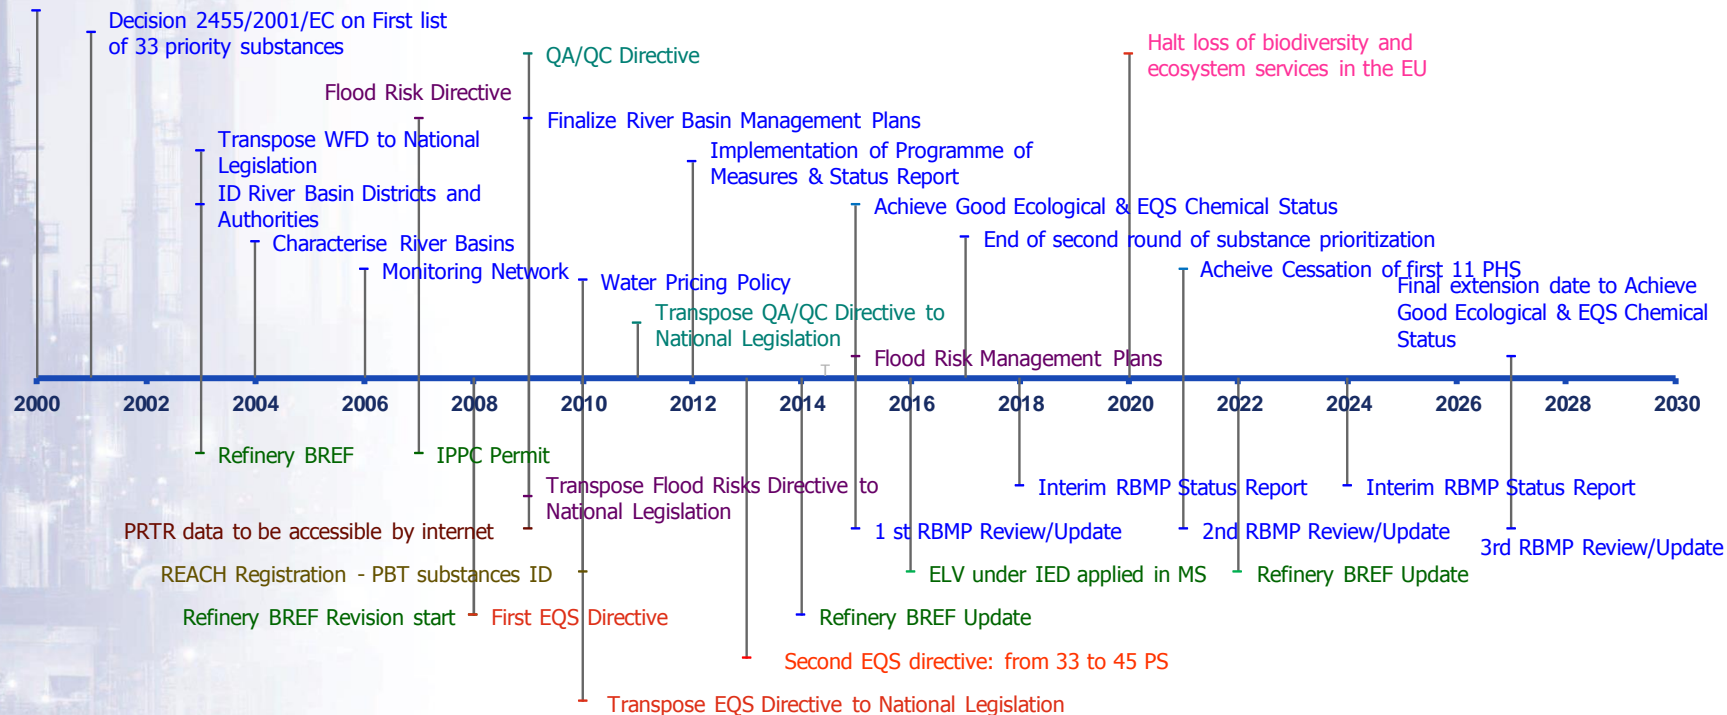 Decision 2455/2001/EC on First list
of 33 priority substances
QA/QC Directive
Halt loss of biodiversity and
ecosystem services in the EU
Flood Risk Directive
Finalize River Basin Management Plans
Transpose WFD to National
Legislation
Implementation of Programme of
Measures & Status Report
ID River Basin Districts and
Authorities
Achieve Good Ecological & EQS Chemical Status
Characterise River Basins
End of second round of substance prioritization
Monitoring Network
Acheive Cessation of first 11 PHS
Water Pricing Policy
Final extension date to Achieve
Good Ecological & EQS Chemical
Status
Transpose QA/QC Directive to
National Legislation
Flood Risk Management Plans
2000 2002 2004 2006 2008 2010 2012 2014 2016 2018 2020 2022 2024 2026 2028 2030
Refinery BREF
IPPC Permit
Transpose Flood Risks Directive to
National Legislation
Interim RBMP Status Report
Interim RBMP Status Report
PRTR data to be accessible by internet
1 st RBMP Review/Update
2nd RBMP Review/Update
3rd RBMP Review/Update
REACH Registration - PBT substances ID
ELV under IED applied in MS
Refinery BREF Update
Refinery BREF Revision start
First EQS Directive
Refinery BREF Update
Second EQS directive: from 33 to 45 PS
Transpose EQS Directive to National Legislation